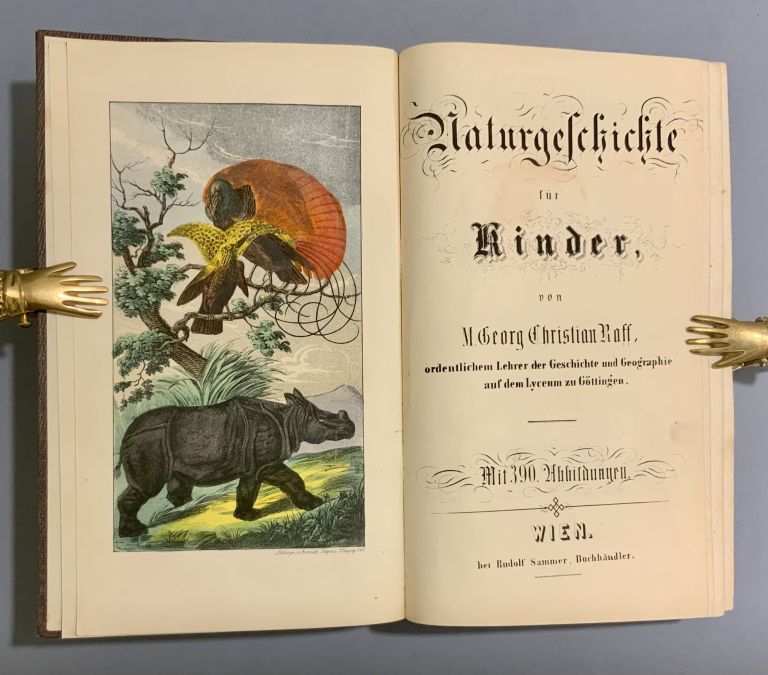 Naturgeschichte
für
Kinder,
von
M. Georg Christian Raff,
ordentlichem Lehrer der Geschichte und Geographie
auf dem Lyceum zu Göttingen.
Mit 390. Abbildungen.
WIEN.
bei Rudolf Sammer, Buchhändler.